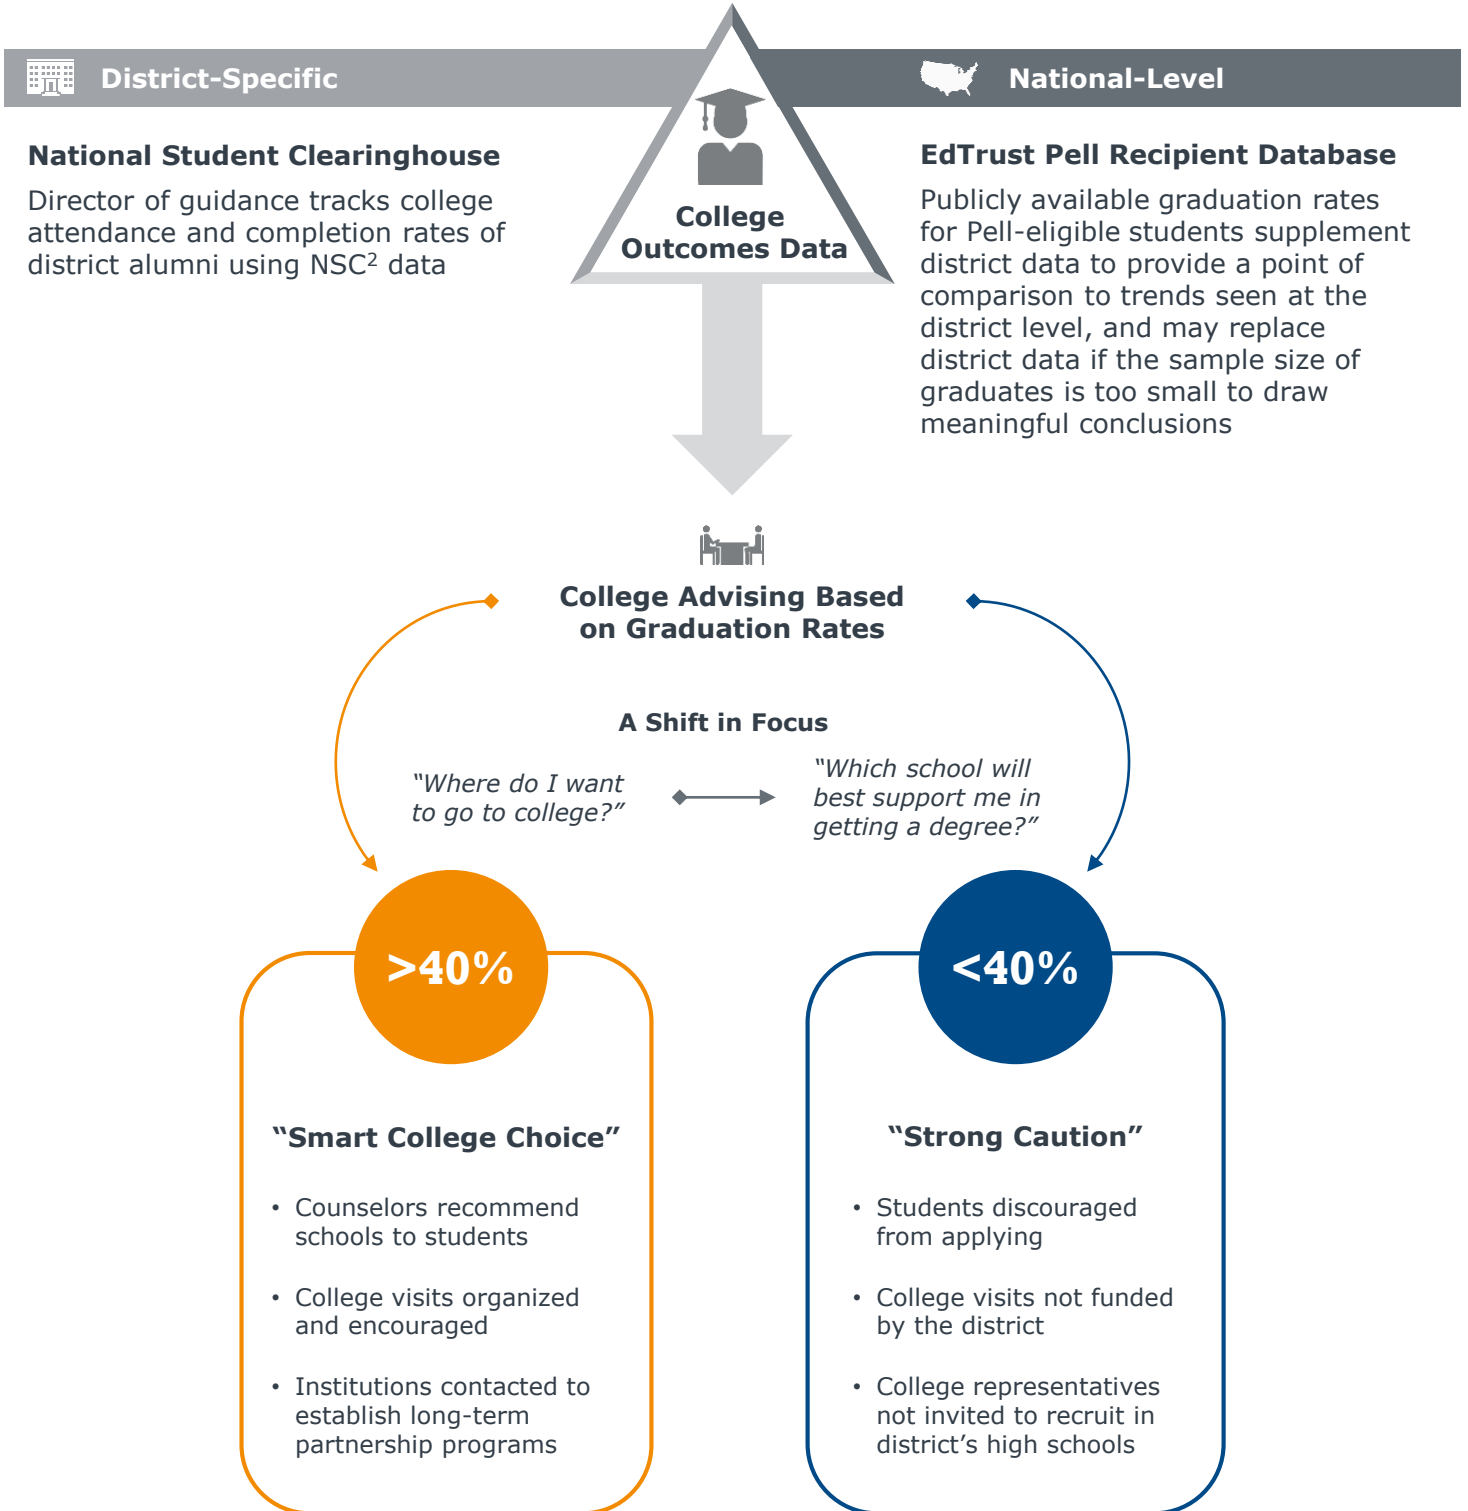 District-Specific
National Student Clearinghouse
Director of guidance tracks college
attendance and completion rates of
district alumni using NSC² data
College
Outcomes Data
National-Level
EdTrust Pell Recipient Database
Publicly available graduation rates
for Pell-eligible students supplement
district data to provide a point of
comparison to trends seen at the
district level, and may replace
district data if the sample size of
graduates is too small to draw
meaningful conclusions
College Advising Based
on Graduation Rates
A Shift in Focus
“Where do I want
to go to college?”
“Which school will
best support me in
getting a degree?”
>40%
“Smart College Choice”
• Counselors recommend
schools to students
• College visits organized
and encouraged
• Institutions contacted to
establish long-term
partnership programs
<40%
“Strong Caution”
• Students discouraged
from applying
• College visits not funded
by the district
• College representatives
not invited to recruit in
district’s high schools